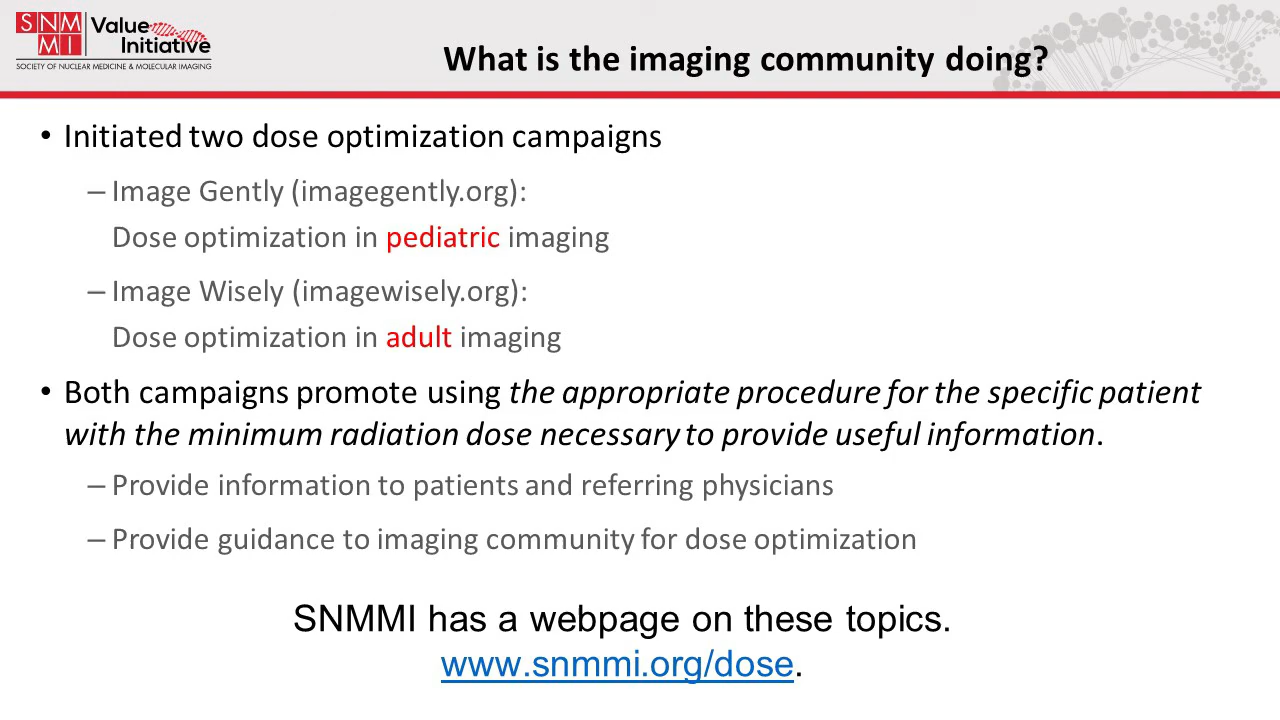 SNM
MI
Value
Initiative
SOCIETY OF NUCLEAR MEDICINE & MOLECULAR IMAGING
What is the imaging community doing?
• Initiated two dose optimization campaigns
– Image Gently (imagegently.org):
Dose optimization in pediatric imaging
– Image Wisely (imagewisely.org):
Dose optimization in adult imaging
• Both campaigns promote using the appropriate procedure for the specific patient
with the minimum radiation dose necessary to provide useful information.
– Provide information to patients and referring physicians
– Provide guidance to imaging community for dose optimization
SNMMI has a webpage on these topics.
www.snmmi.org/dose.